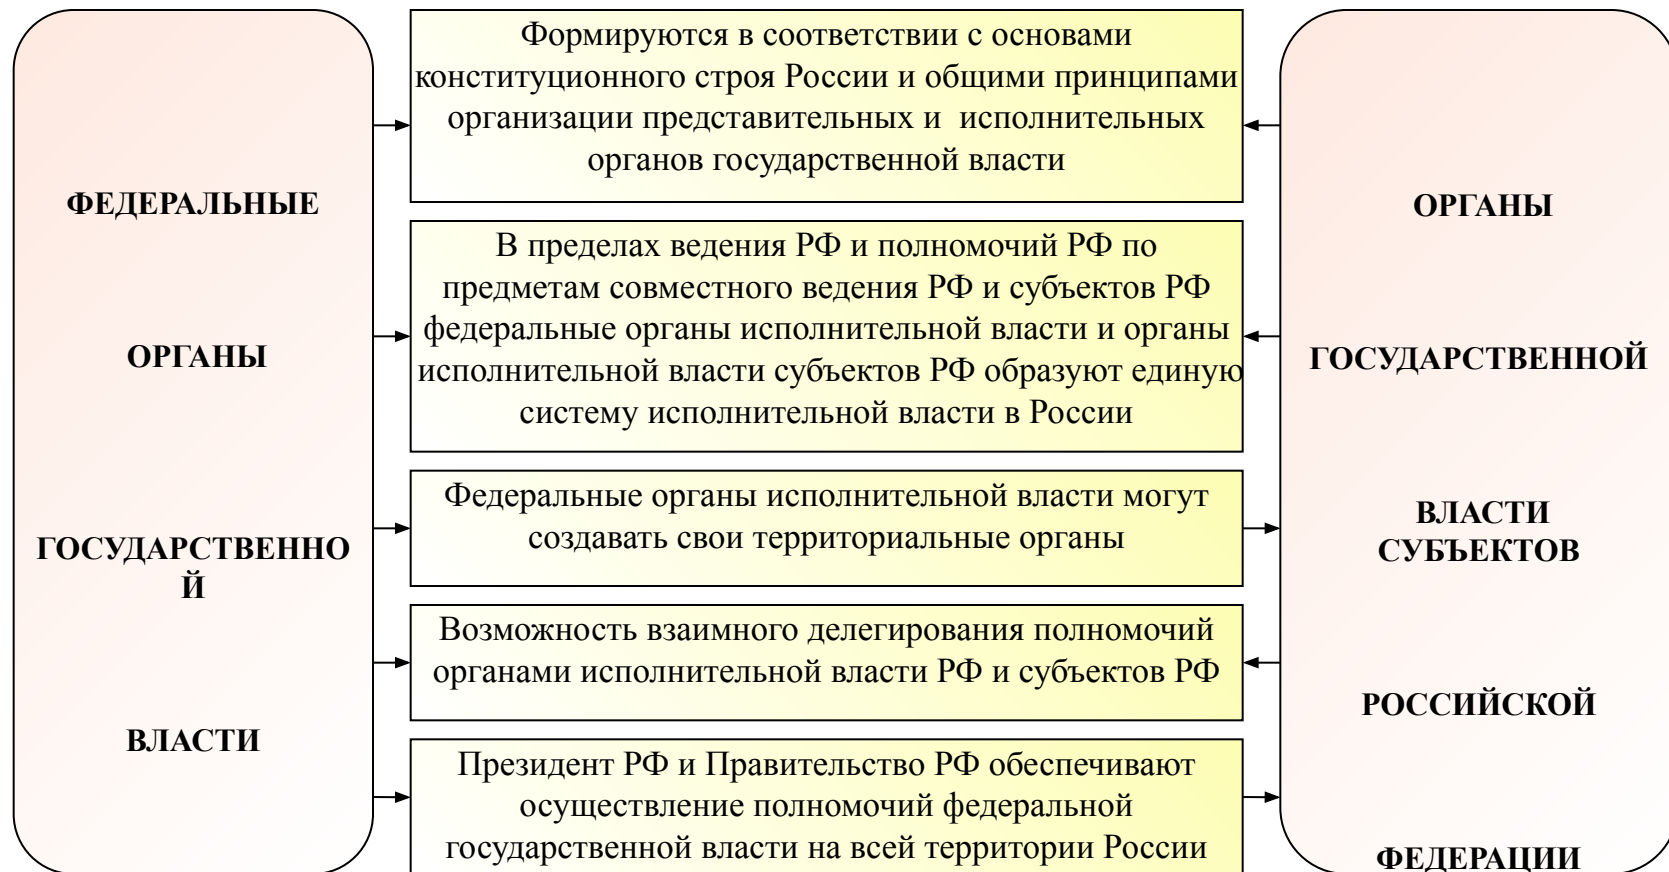 ФЕДЕРАЛЬНЫЕ
ОРГАНЫ
ГОСУДАРСТВЕННО
Й
ВЛАСТИ
Формируются в соответствии с основами
конституционного строя России и общими принципами
организации представительных и исполнительных
органов государственной власти
В пределах ведения РФ и полномочий РФ по
предметам совместного ведения РФ и субъектов РФ
федеральные органы исполнительной власти и органы
исполнительной власти субъектов РФ образуют единую
систему исполнительной власти в России
Федеральные органы исполнительной власти могут
создавать свои территориальные органы
Возможность взаимного делегирования полномочий
органами исполнительной власти РФ и субъектов РФ
Президент РФ и Правительство РФ обеспечивают
осуществление полномочий федеральной
государственной власти на всей территории России
ОРГАНЫ
ГОСУДАРСТВЕННОЙ
ВЛАСТИ
СУБЪЕКТОВ
РОССИЙСКОЙ
ФЕДЕРАЦИИ